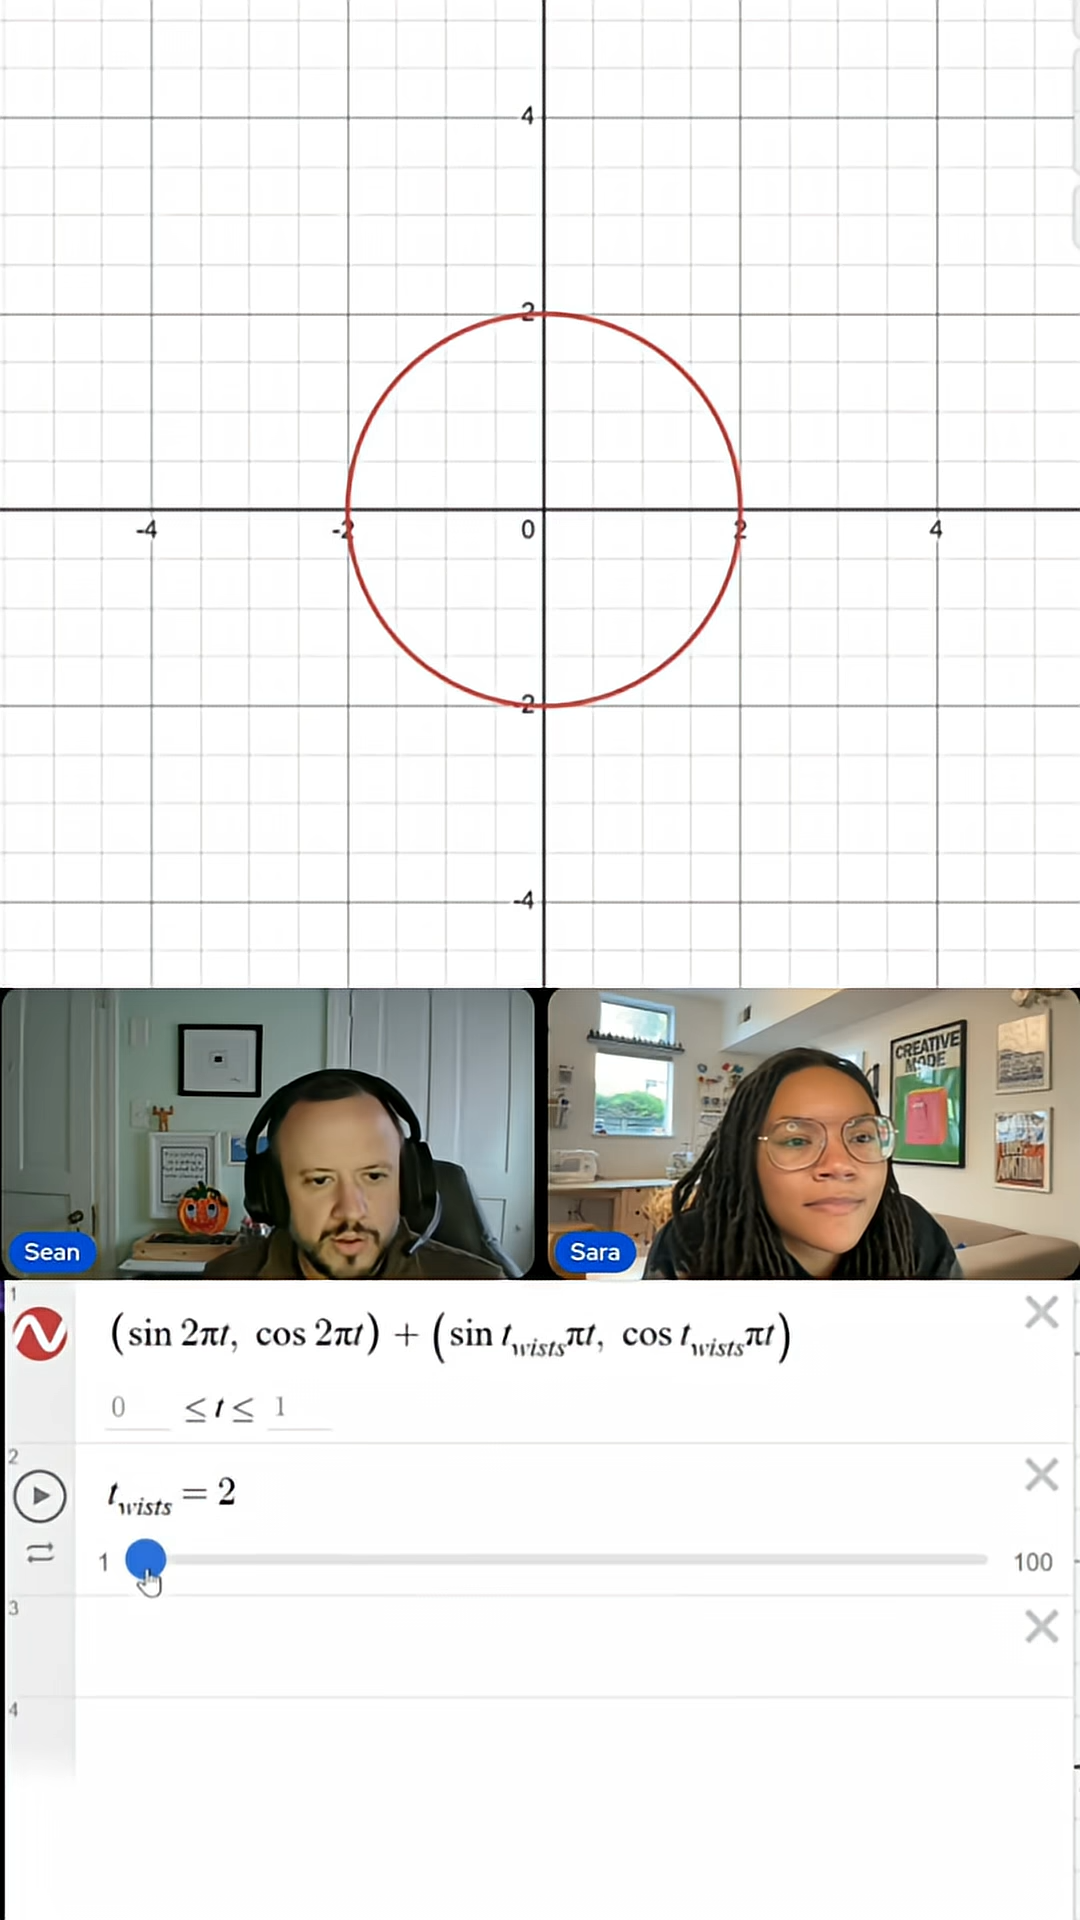 4
2
-4
-2
0
2
4
-2
-4
CREATIVE
MODE
Sean
Sara
1
(sin 2πt, cos 2πt) + (sin t_wists πt, cos t_wists πt)
0 ≤ t ≤ 1
2
t_wists = 2
1
100
3
4